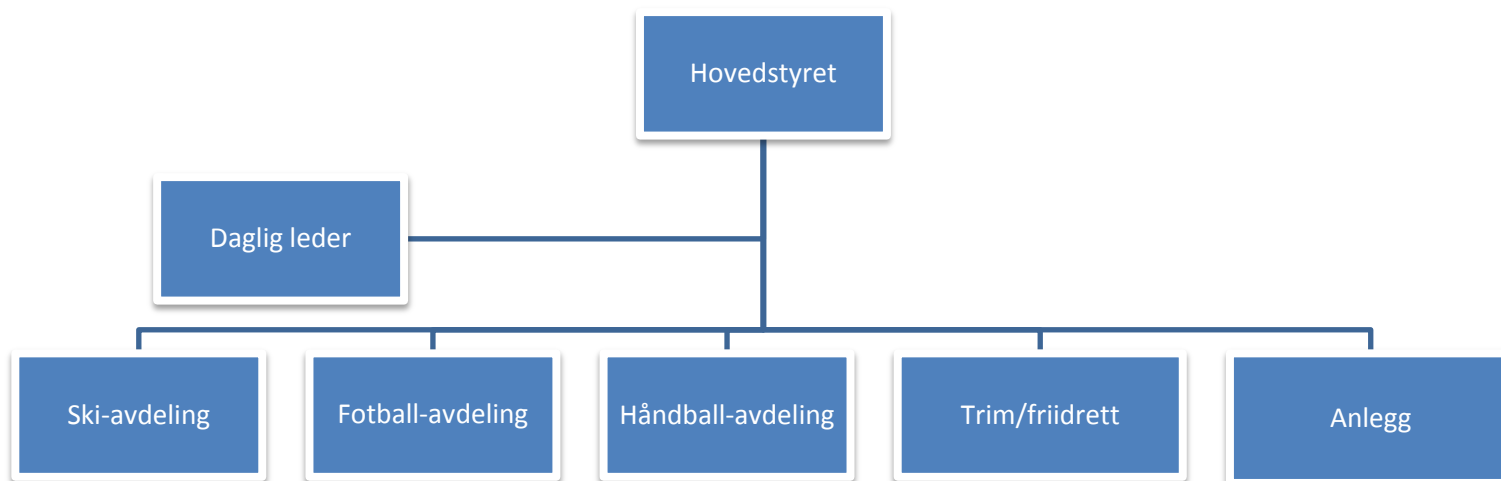 Hovedstyret
Daglig leder
Ski-avdeling
Fotball-avdeling
Håndball-avdeling
Trim/friidrett
Anlegg